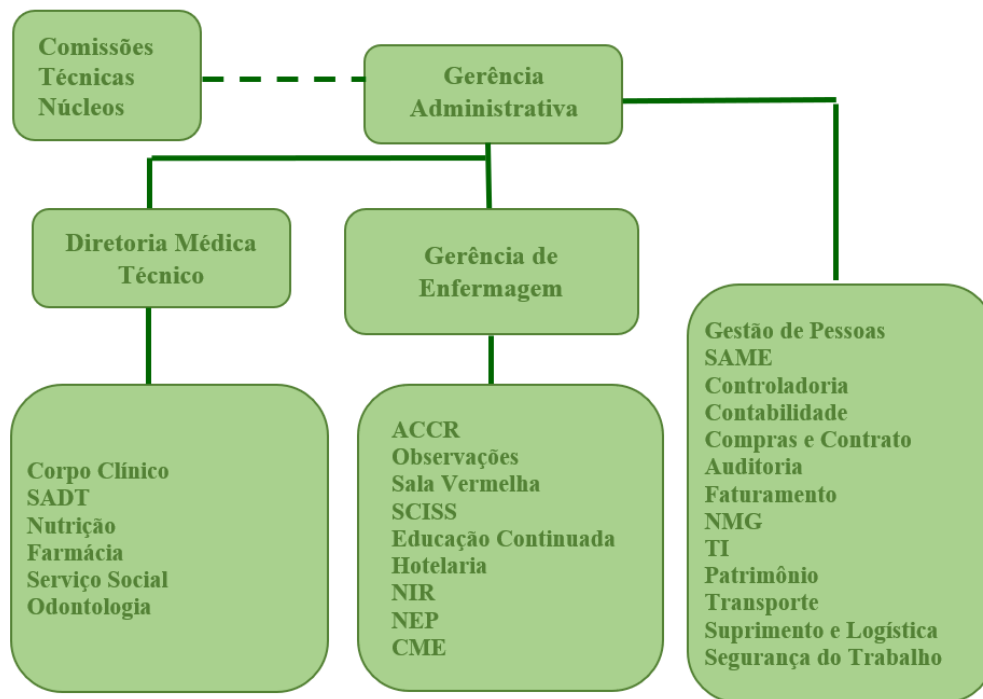 Comissões
Técnicas
Núcleos
Gerência
Administrativa
Diretoria Médica
Técnico
Gerência de
Enfermagem
Corpo Clínico
SADT
Nutrição
Farmácia
Serviço Social
Odontologia
ACCR
Observações
Sala Vermelha
SCISS
Educação Continuada
Hotelaria
NIR
NEP
CME
Gestão de Pessoas
SAME
Controladoria
Contabilidade
Compras e Contrato
Auditoria
Faturamento
NMG
TI
Patrimônio
Transporte
Suprimento e Logística
Segurança do Trabalho